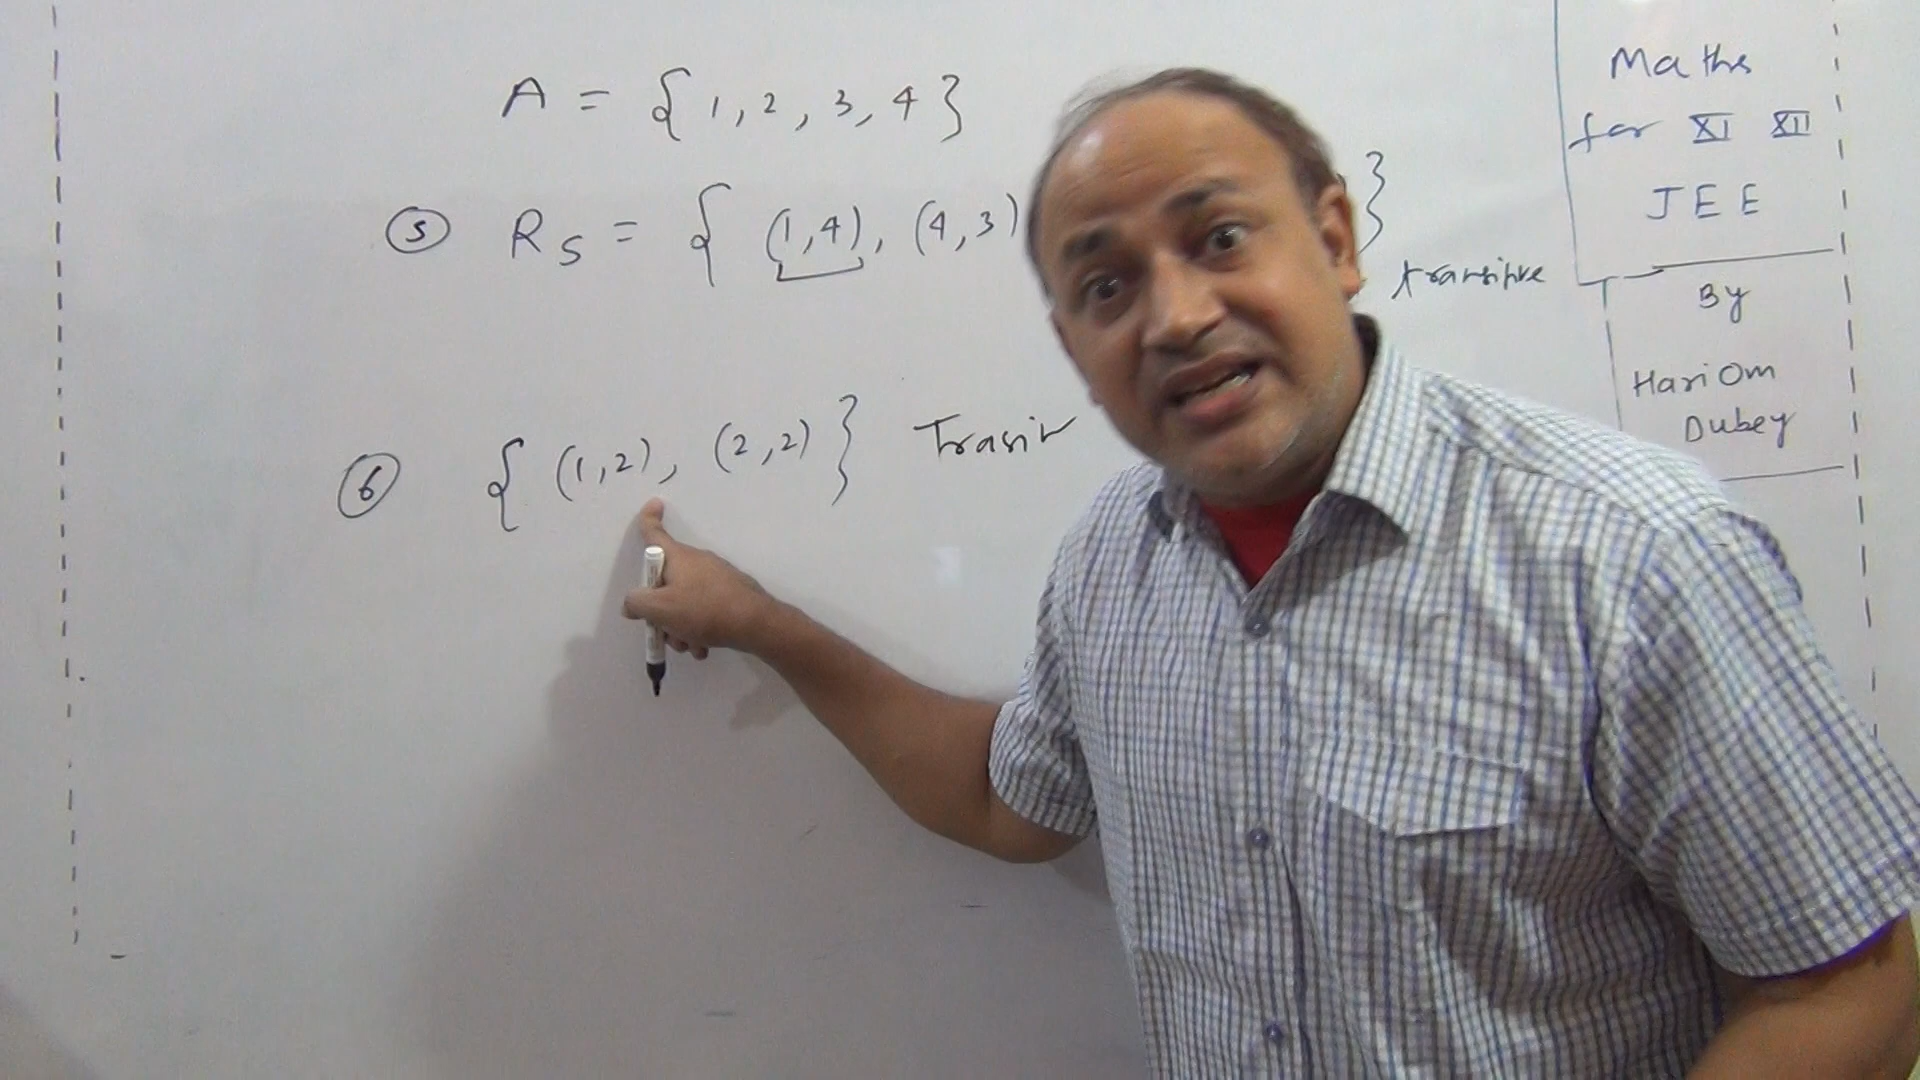 A = { 1, 2, 3, 4 }
5 R5 = { (1,4), (4,3) }
transitive
6 { (1,2), (2,2) }
Maths
for XI XII
JEE
By
HariOm
Dubey